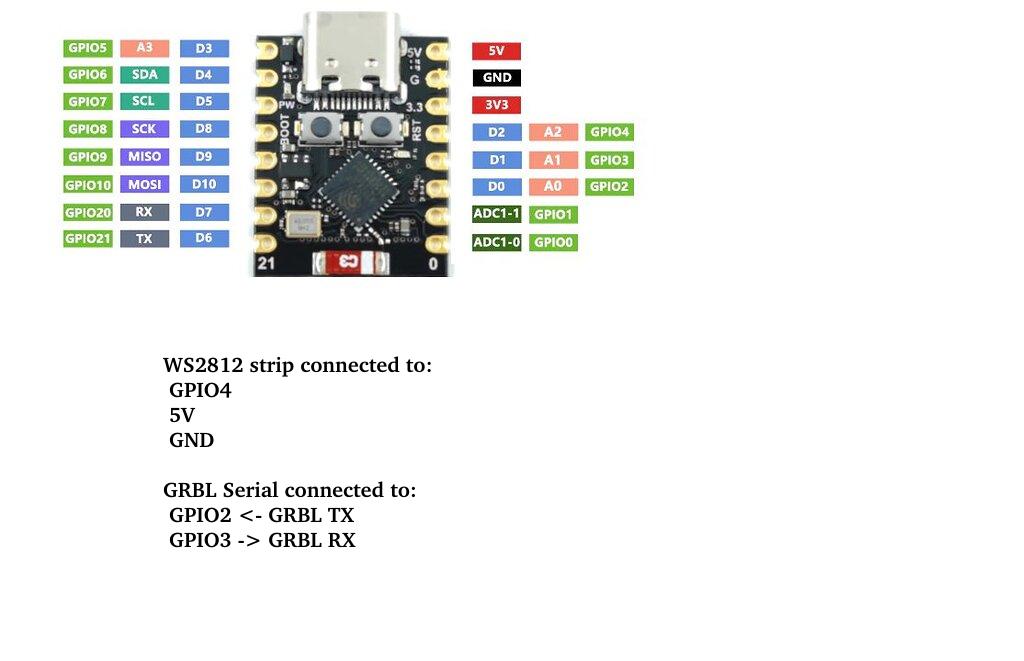 GPIO5 A3 D3 5V 5V
GPIO6 SDA D4 G GND
GPIO7 SCL D5 PW 3.3 3V3
GPIO8 SCK D8 BOOT RST D2 A2 GPIO4
GPIO9 MISO D9 D1 A1 GPIO3
GPIO10 MOSI D10 D0 A0 GPIO2
GPIO20 RX D7 ADC1-1 GPIO1
GPIO21 TX D6 ADC1-0 GPIO0
21 C3 0
WS2812 strip connected to:
GPIO4
5V
GND
GRBL Serial connected to:
GPIO2 <- GRBL TX
GPIO3 -> GRBL RX